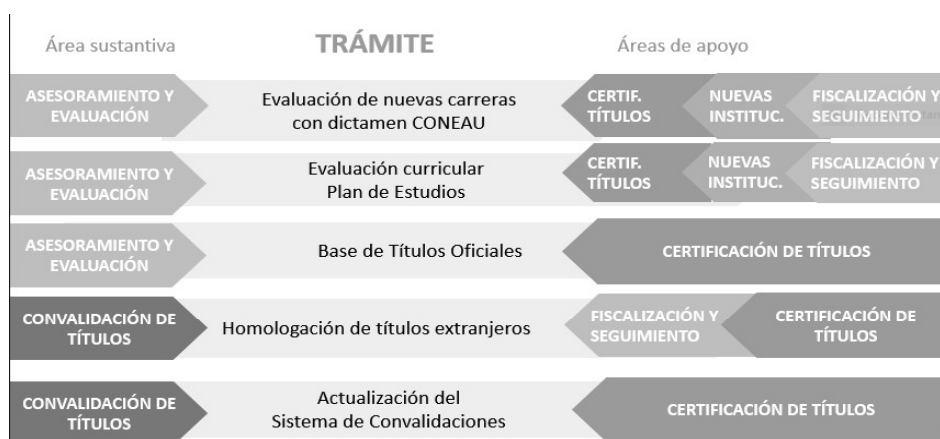 Área sustantiva
TRÁMITE
Áreas de apoyo
ASESORAMIENTO Y
EVALUACIÓN
Evaluación de nuevas carreras
con dictamen CONEAU
CERTIF.
TÍTULOS
NUEVAS
INSTITUC.
FISCALIZACIÓN Y
SEGUIMIENTO
ASESORAMIENTO Y
EVALUACIÓN
Evaluación curricular
Plan de Estudios
CERTIF.
TÍTULOS
NUEVAS
INSTITUC.
FISCALIZACIÓN Y
SEGUIMIENTO
ASESORAMIENTO Y
EVALUACIÓN
Base de Títulos Oficiales
CERTIFICACIÓN DE TÍTULOS
CONVALIDACIÓN DE
TÍTULOS
Homologación de títulos extranjeros
FISCALIZACIÓN Y
SEGUIMIENTO
CERTIFICACIÓN DE
TÍTULOS
CONVALIDACIÓN DE
TÍTULOS
Actualización del
Sistema de Convalidaciones
CERTIFICACIÓN DE TÍTULOS